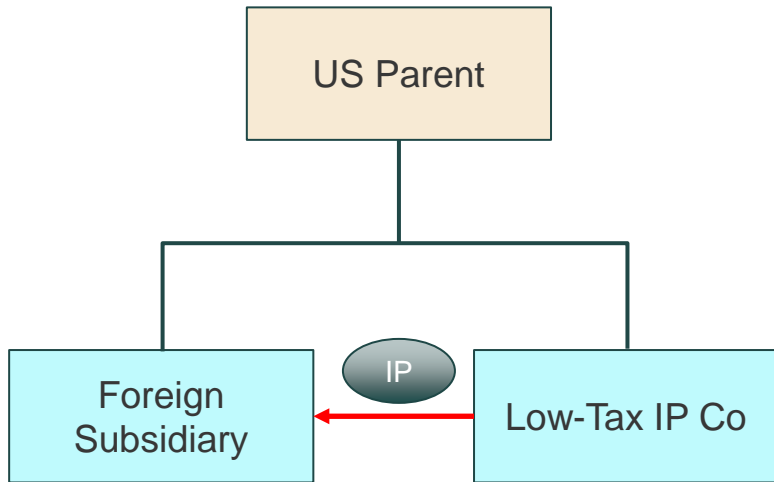 US Parent
IP
Foreign
Subsidiary
Low-Tax IP Co